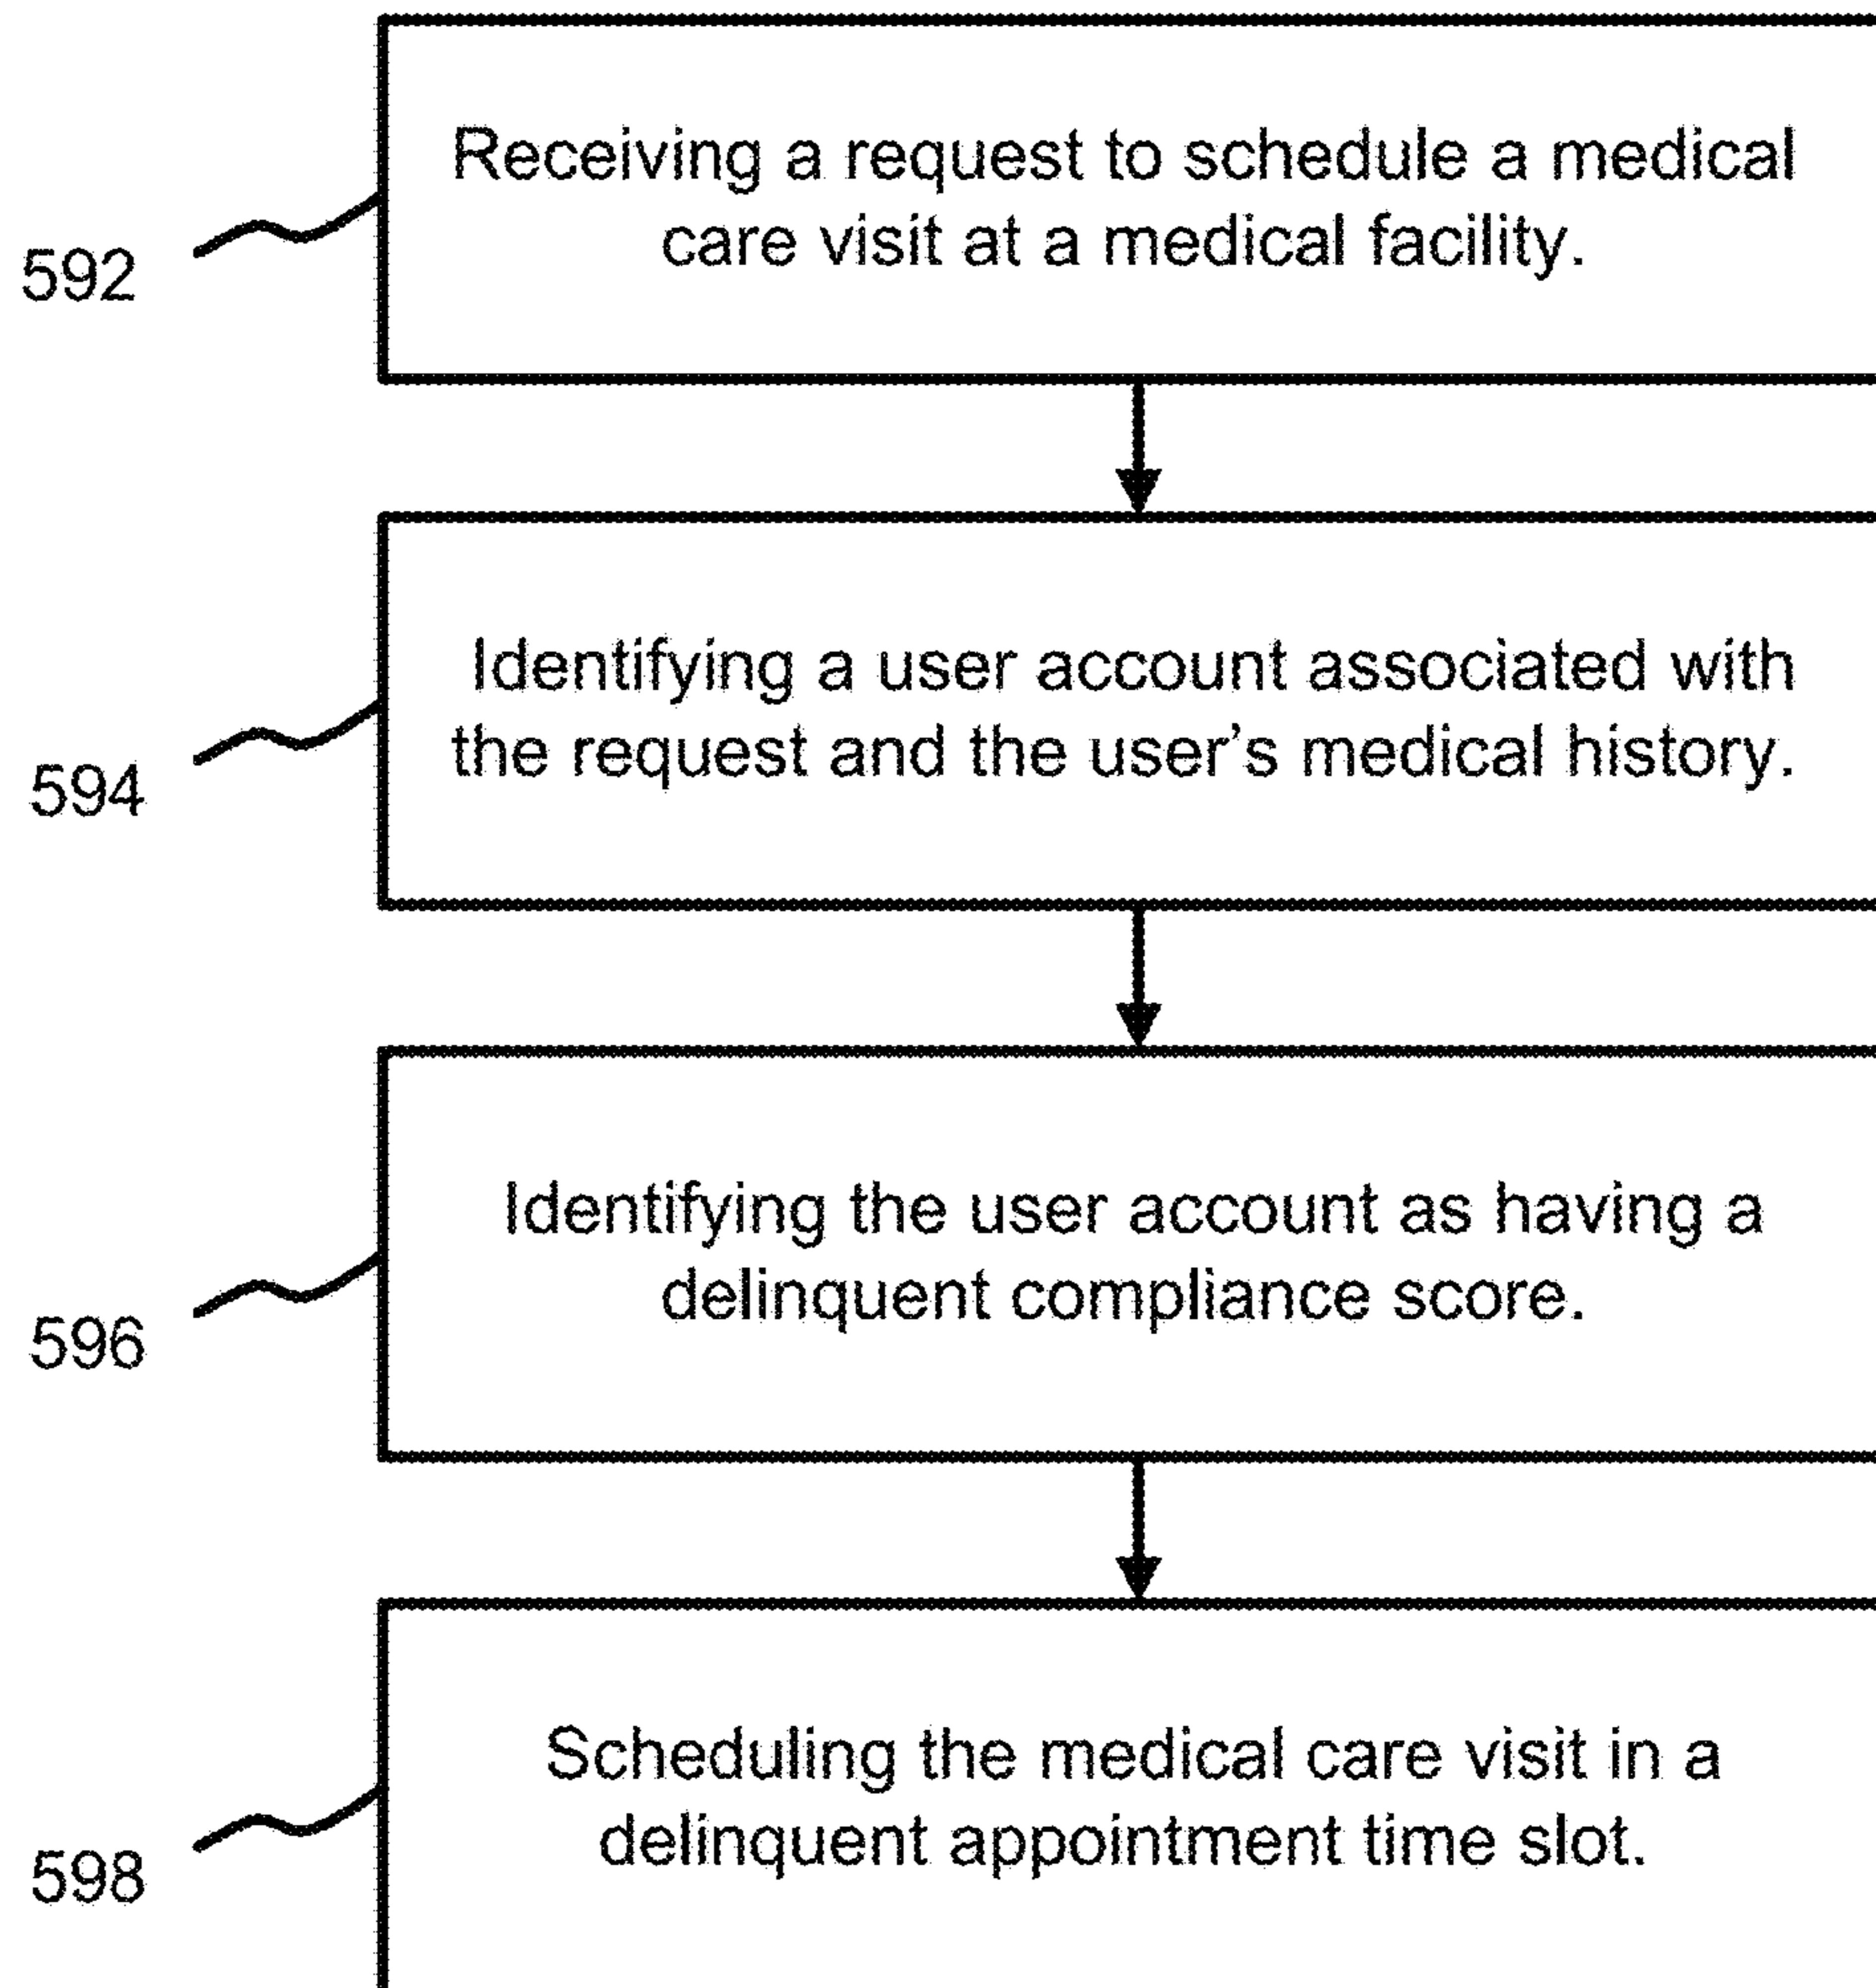 Receiving a request to schedule a medical
care visit at a medical facility.
592
Identifying a user account associated with
the request and the user's medical history.
594
Identifying the user account as having a
delinquent compliance score.
596
Scheduling the medical care visit in a
delinquent appointment time slot.
598